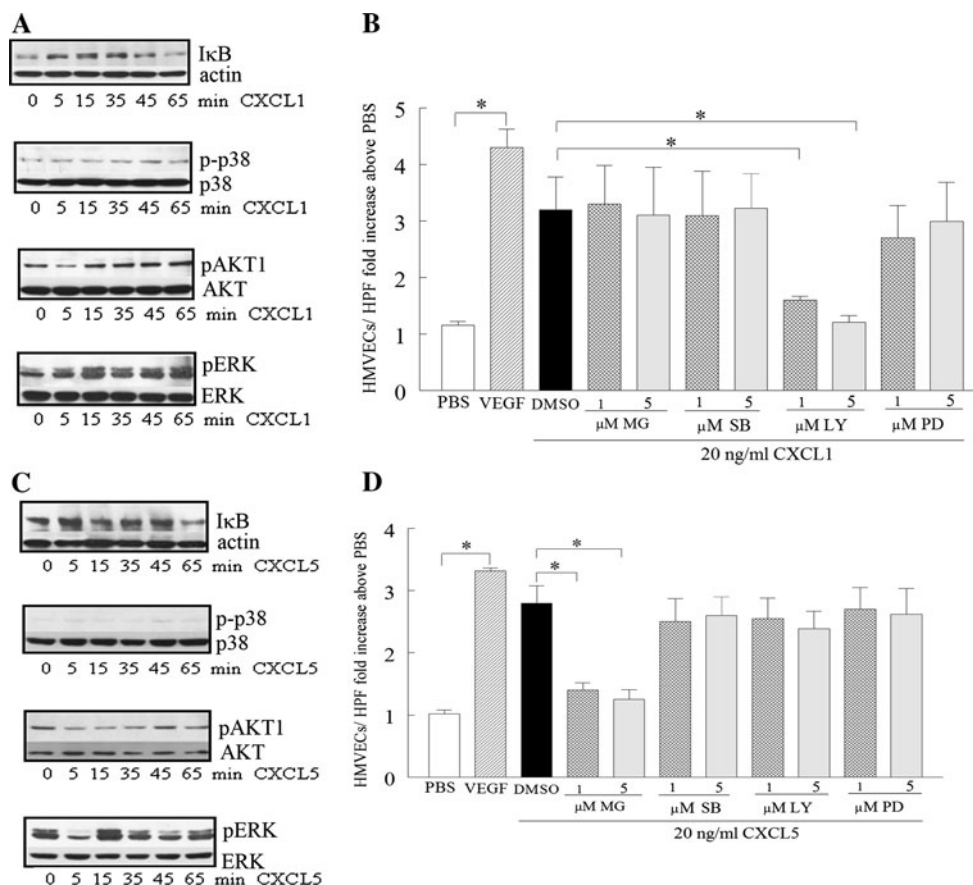 A
IκB
actin
0 5 15 35 45 65 min CXCL1
p-p38
p38
0 5 15 35 45 65 min CXCL1
pAKT1
AKT
0 5 15 35 45 65 min CXCL1
pERK
ERK
0 5 15 35 45 65 min CXCL1
B
HMVECs/ HPF fold increase above PBS
5
4
3
2
1
0
* * *
PBS VEGF DMSO 1 5 1 5 1 5 1 5
µM MG µM SB µM LY µM PD
20 ng/ml CXCL1
C
IκB
actin
0 5 15 35 45 65 min CXCL5
p-p38
p38
0 5 15 35 45 65 min CXCL5
pAKT1
AKT
0 5 15 35 45 65 min CXCL5
pERK
ERK
0 5 15 35 45 65 min CXCL5
D
HMVECs/ HPF fold increase above PBS
4
3
2
1
0
* * *
PBS VEGF DMSO 1 5 1 5 1 5 1 5
µM MG µM SB µM LY µM PD
20 ng/ml CXCL5